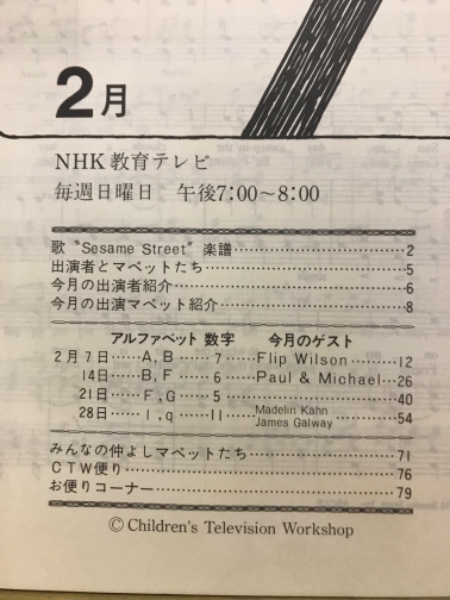 2月
NHK教育テレビ
毎週日曜日 午後7:00〜8:00
歌〝Sesame Street〟楽譜……………………2
出演者とマペットたち……………………5
今月の出演者紹介……………………6
今月の出演マペット紹介……………………8
アルファベット 数字 今月のゲスト
2月7日……A, B……7……Flip Wilson………12
14日……B, F……6……Paul & Michael…26
21日……F, G……5……………………40
28日……I, q……11……Madelin Kahn
James Galway………54
みんなの仲よしマペットたち……………………71
CTW便り……………………76
お便りコーナー……………………79
© Children's Television Workshop